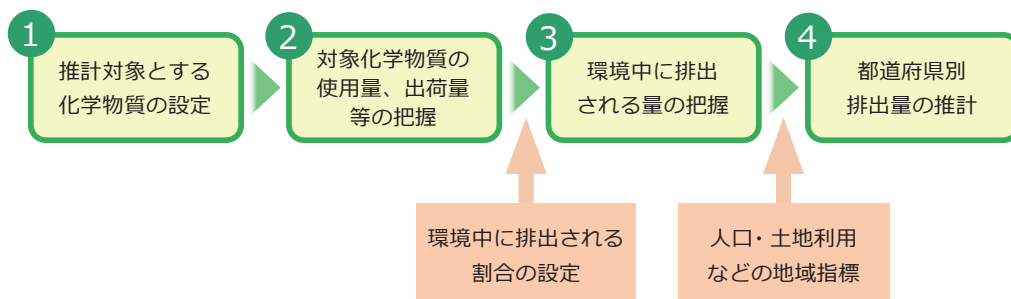 1
推計対象とする
化学物質の設定
2
対象化学物質の
使用量、出荷量
等の把握
3
環境中に排出
される量の把握
4
都道府県別
排出量の推計
環境中に排出される
割合の設定
人口・土地利用
などの地域指標